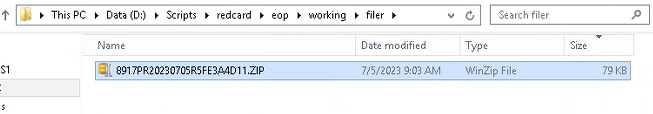 This PC › Data (D:) › Scripts › redcard › eop › working › filer ›
Search filer
Name Date modified Type Size
S1
8917PR20230705R5FE3A4D11.ZIP 7/5/2023 9:03 AM WinZip File 79 KB
s